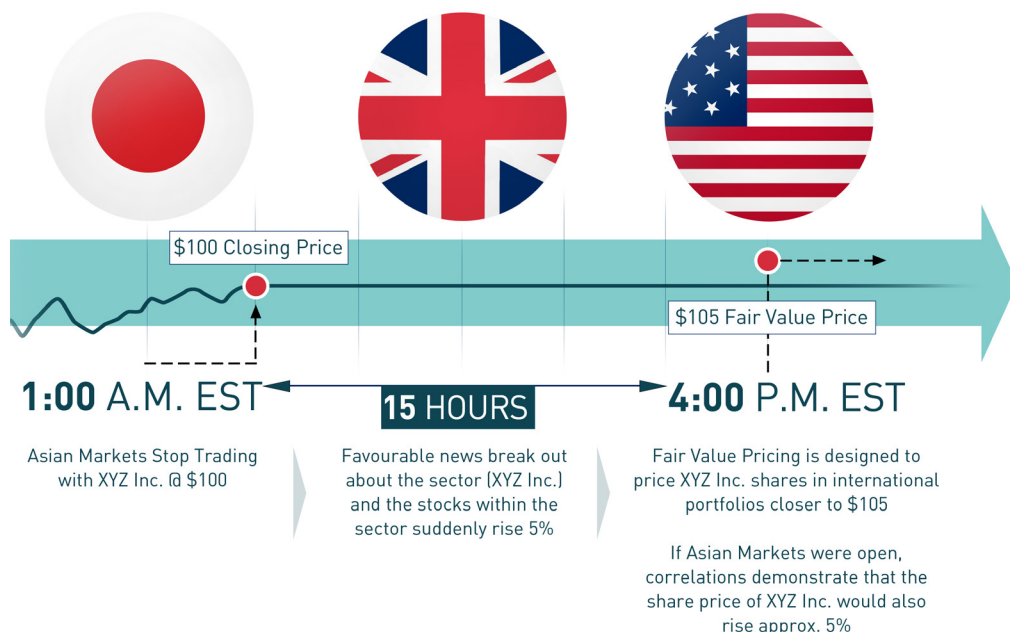 $100 Closing Price
$105 Fair Value Price
1:00 A.M. EST
15 HOURS
4:00 P.M. EST
Asian Markets Stop Trading
with XYZ Inc. @ $100
Favourable news break out
about the sector (XYZ Inc.)
and the stocks within the
sector suddenly rise 5%
Fair Value Pricing is designed to
price XYZ Inc. shares in international
portfolios closer to $105
If Asian Markets were open,
correlations demonstrate that the
share price of XYZ Inc. would also
rise approx. 5%